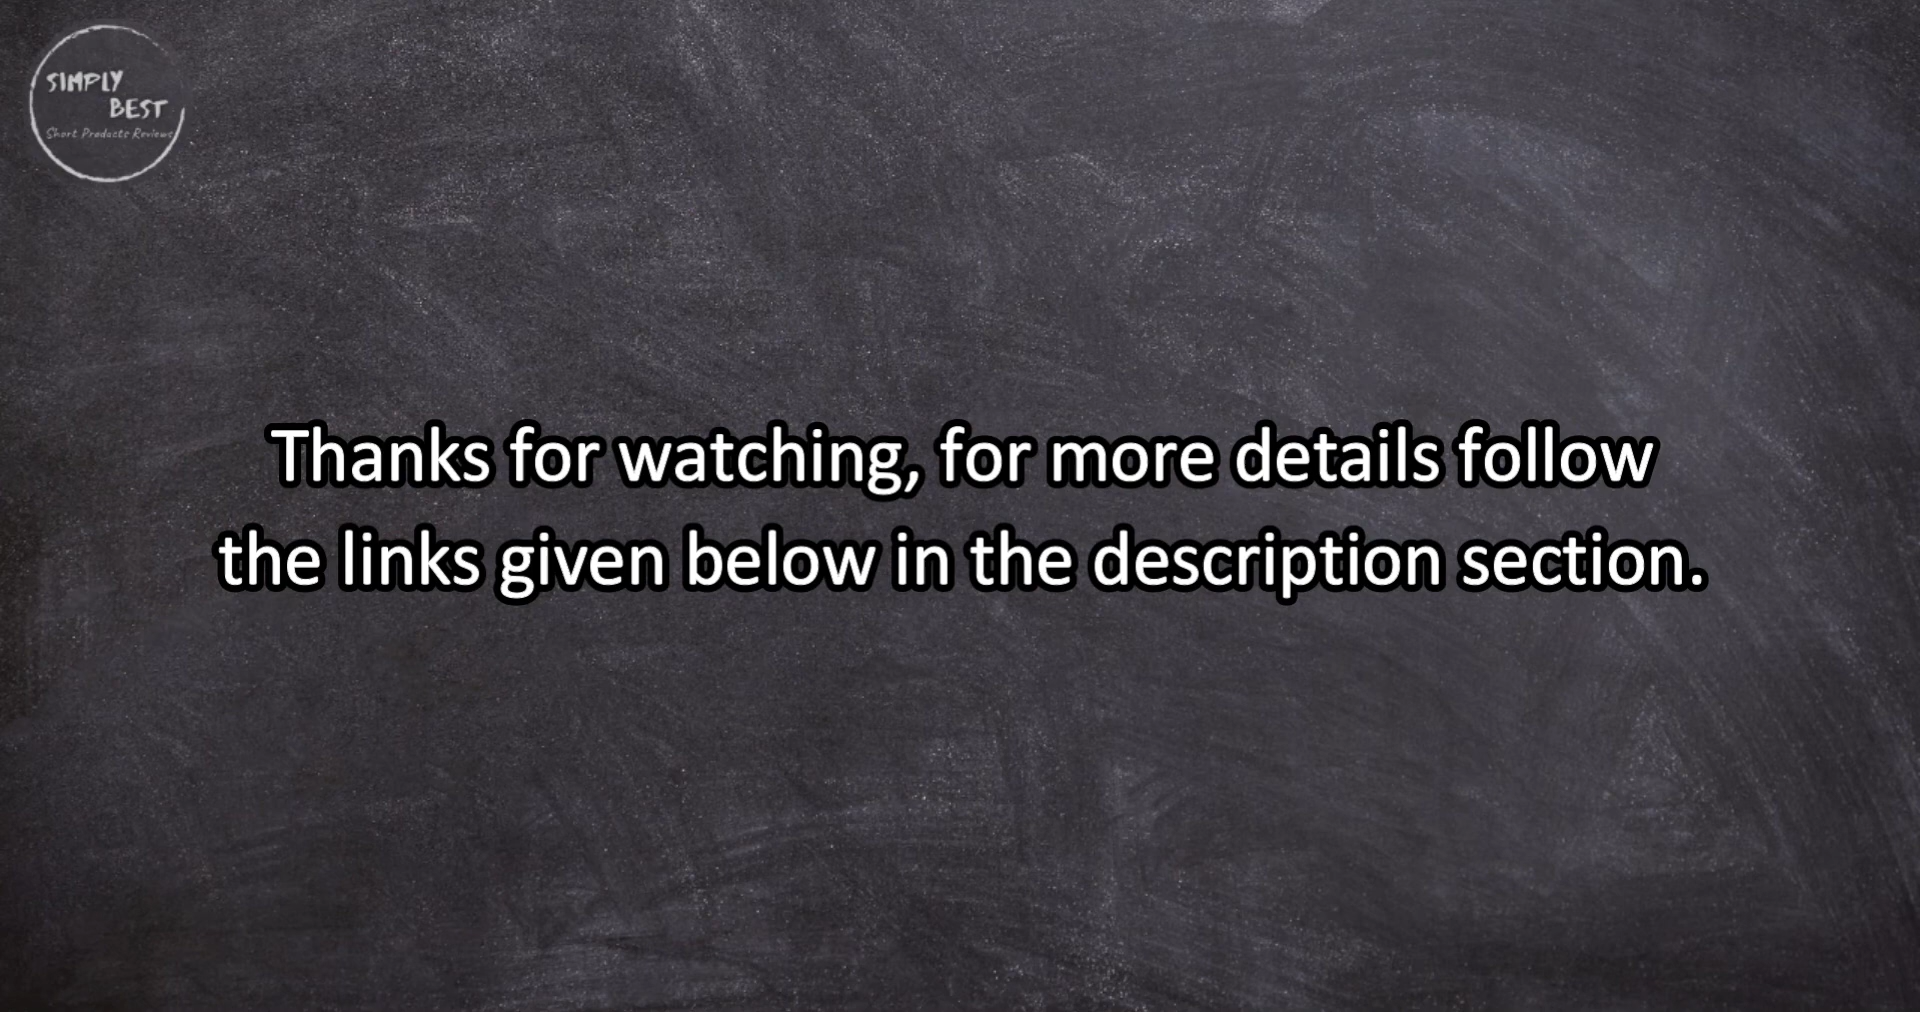 SIMPLY
BEST
Short Products Reviews
Thanks for watching, for more details follow
the links given below in the description section.